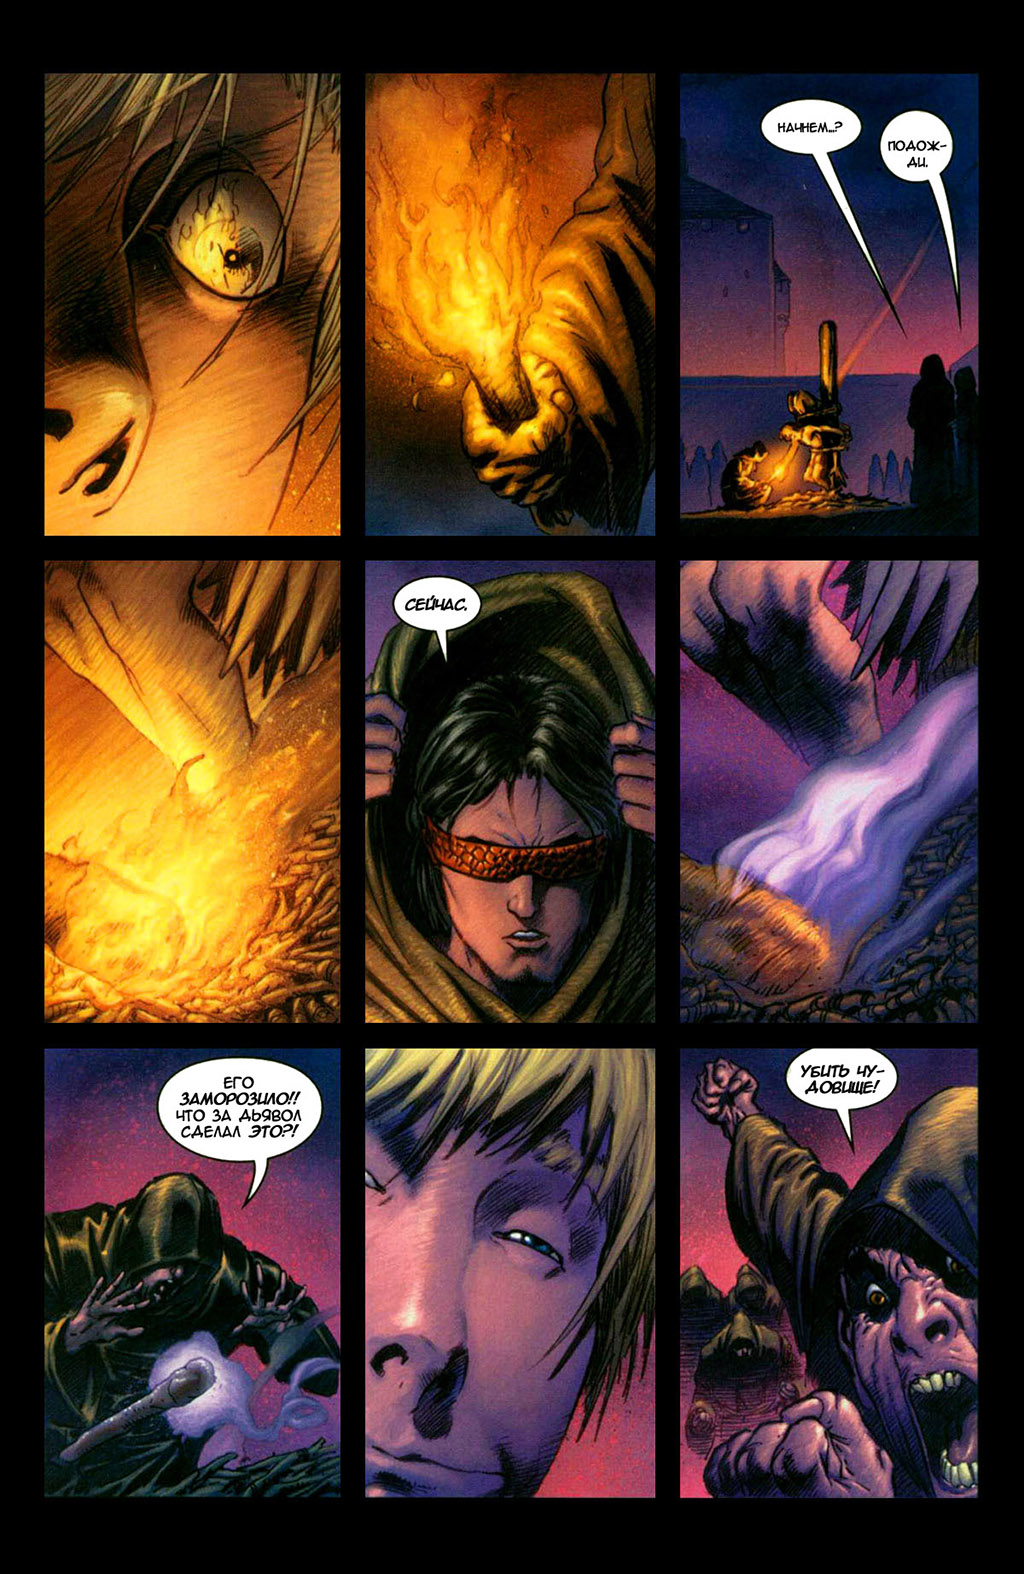 НАЧНЕМ...?
ПОДОЖ-
ДИ.
СЕЙЧАС.
ЕГО
ЗАМОРОЗИЛО!!
ЧТО ЗА ДЬЯВОЛ
СДЕЛАЛ ЭТО?!
УБИТЬ ЧУ-
ДОВИЩЕ!